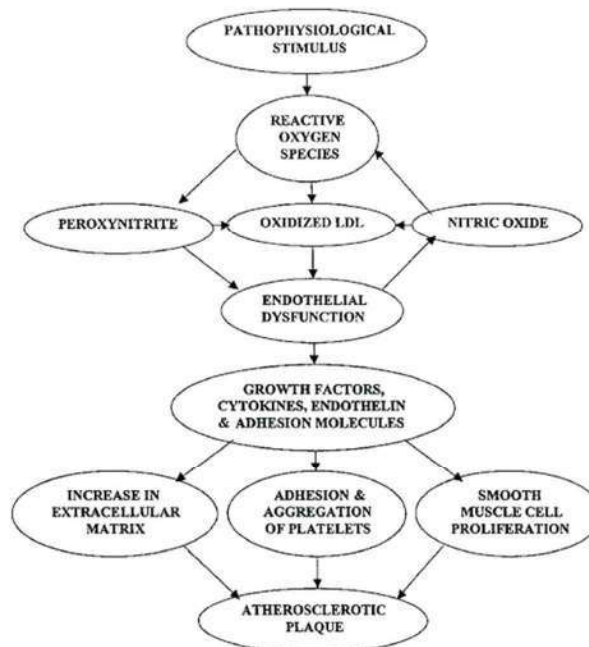 PATHOPHYSIOLOGICAL
STIMULUS
REACTIVE
OXYGEN
SPECIES
PEROXYNITRITE
OXIDIZED LDL
NITRIC OXIDE
ENDOTHELIAL
DYSFUNCTION
GROWTH FACTORS,
CYTOKINES, ENDOTHELIN
& ADHESION MOLECULES
INCREASE IN
EXTRACELLULAR
MATRIX
ADHESION &
AGGREGATION
OF PLATELETS
SMOOTH
MUSCLE CELL
PROLIFERATION
ATHEROSCLEROTIC
PLAQUE